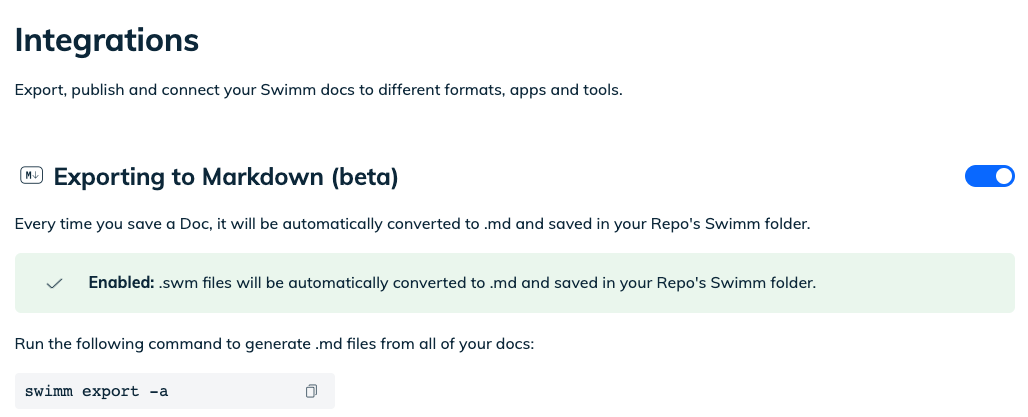 Integrations
Export, publish and connect your Swimm docs to different formats, apps and tools.
M↓ Exporting to Markdown (beta)
Every time you save a Doc, it will be automatically converted to .md and saved in your Repo's Swimm folder.
Enabled: .swm files will be automatically converted to .md and saved in your Repo's Swimm folder.
Run the following command to generate .md files from all of your docs:
swimm export -a